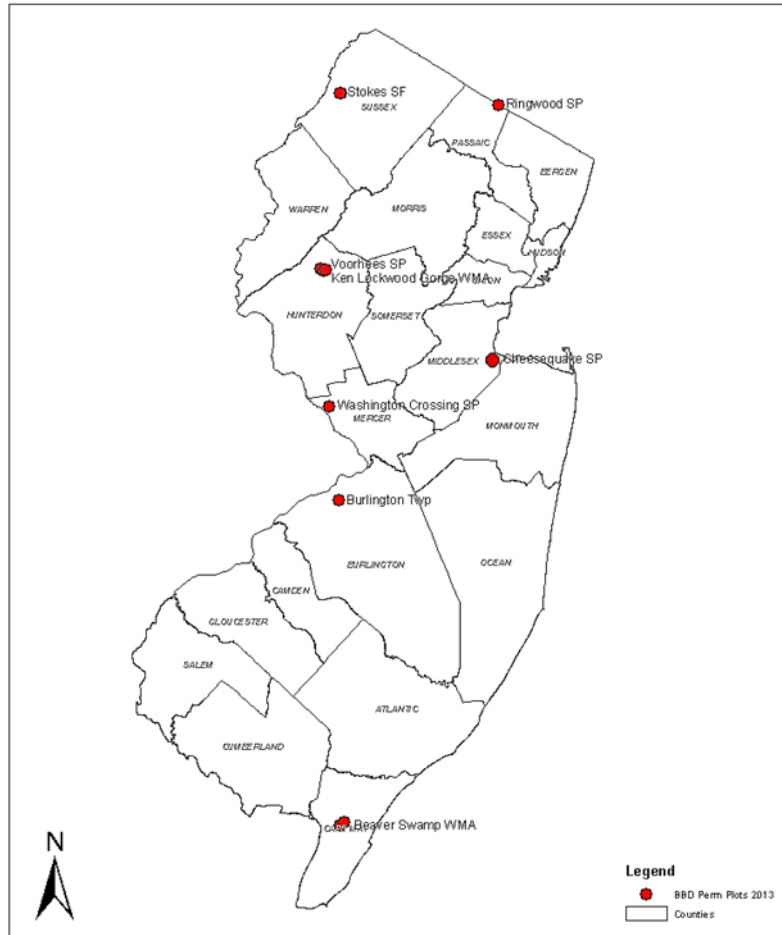 Stokes SF
SUSSEX
Ringwood SP
PASSAIC
BERGEN
WARREN
MORRIS
ESSEX
HUDSON
Voorhees SP
Ken Lockwood Gorge WMA
HUNTERDON
SOMERSET
MIDDLESEX
Cheesequake SP
Washington Crossing SP
MERCER
MONMOUTH
Burlington Twp
BURLINGTON
OCEAN
CAMDEN
GLOUCESTER
SALEM
ATLANTIC
CUMBERLAND
Beaver Swamp WMA
N
Legend
BBD Perm Plots 2013
Counties